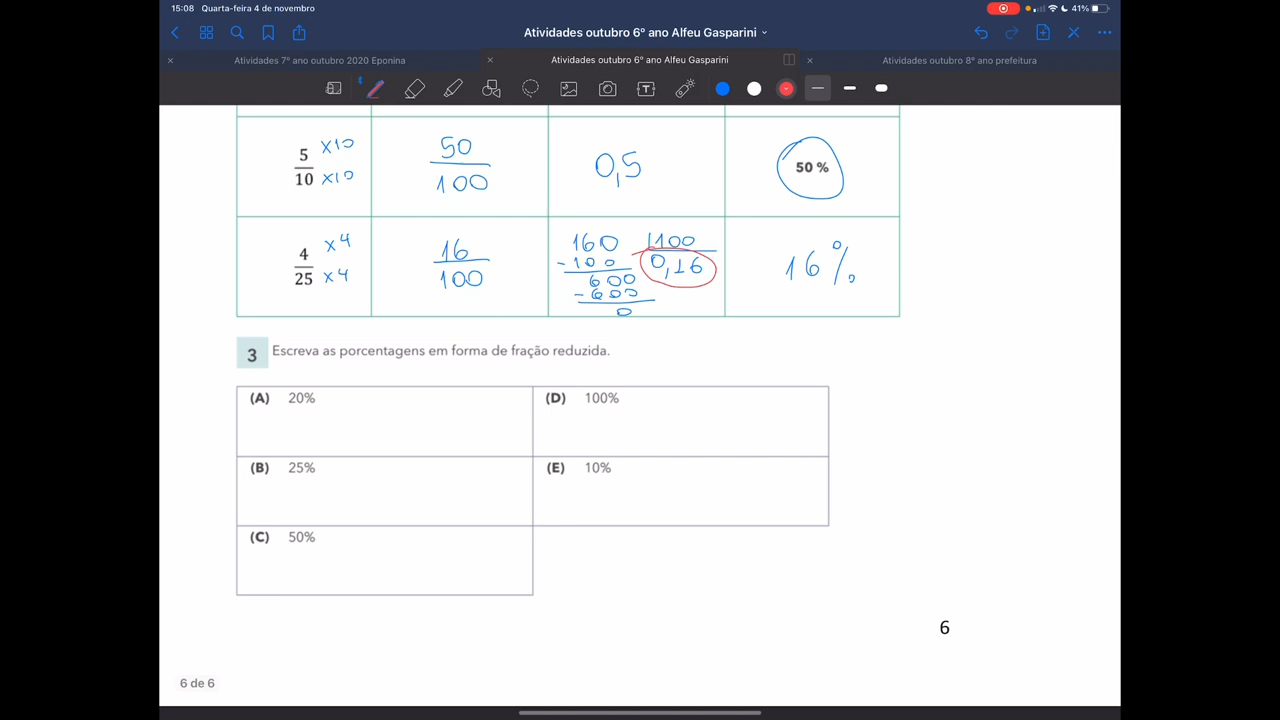 15:08 Quarta-feira 4 de novembro
41%
Atividades outubro 6º ano Alfeu Gasparini
Atividades 7º ano outubro 2020 Eponina
Atividades outubro 6º ano Alfeu Gasparini
Atividades outubro 8º ano prefeitura
5 x10
10 x10
50
100
0,5
50 %
4 x4
25 x4
16
100
160 100
-100 0,16
600
-600
0
16%
3 Escreva as porcentagens em forma de fração reduzida.
(A) 20%
(D) 100%
(B) 25%
(E) 10%
(C) 50%
6
6 de 6